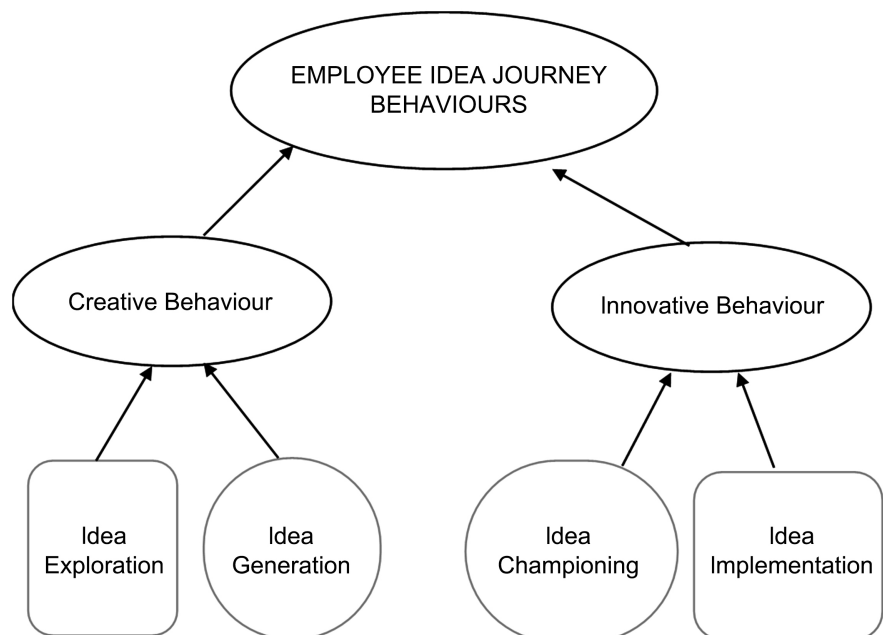 EMPLOYEE IDEA JOURNEY
BEHAVIOURS
Creative Behaviour
Innovative Behaviour
Idea
Exploration
Idea
Generation
Idea
Championing
Idea
Implementation